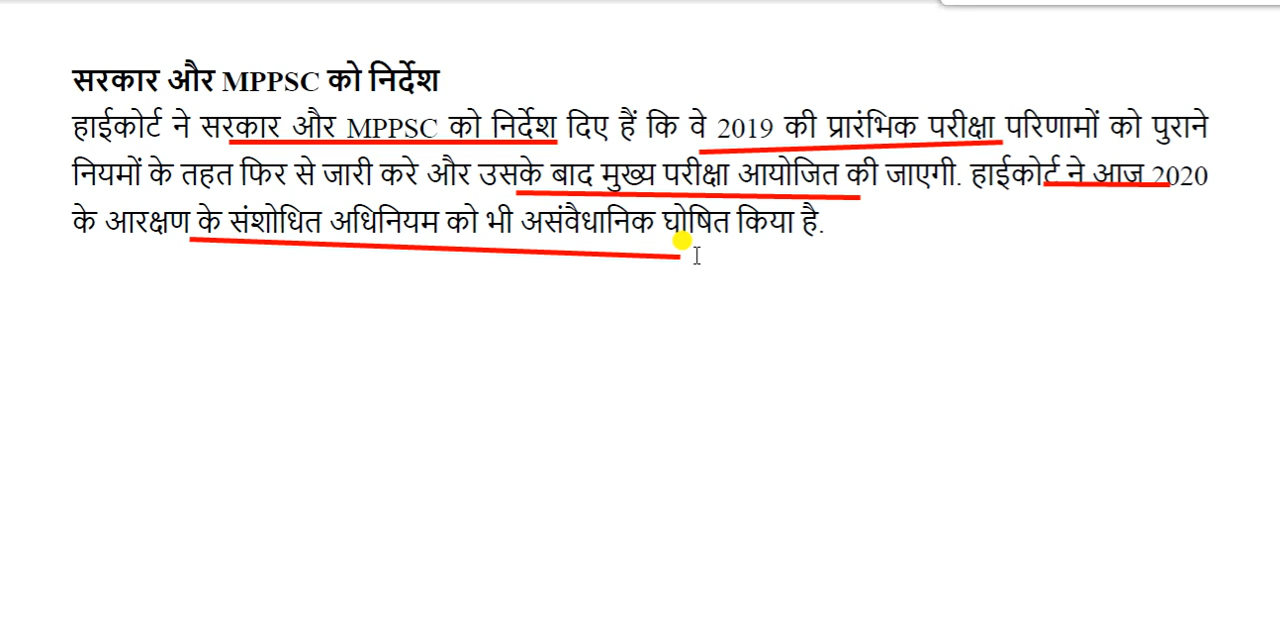 सरकार और MPPSC को निर्देश
हाईकोर्ट ने सरकार और MPPSC को निर्देश दिए हैं कि वे 2019 की प्रारंभिक परीक्षा परिणामों को पुराने
नियमों के तहत फिर से जारी करे और उसके बाद मुख्य परीक्षा आयोजित की जाएगी. हाईकोर्ट ने आज 2020
के आरक्षण के संशोधित अधिनियम को भी असंवैधानिक घोषित किया है.